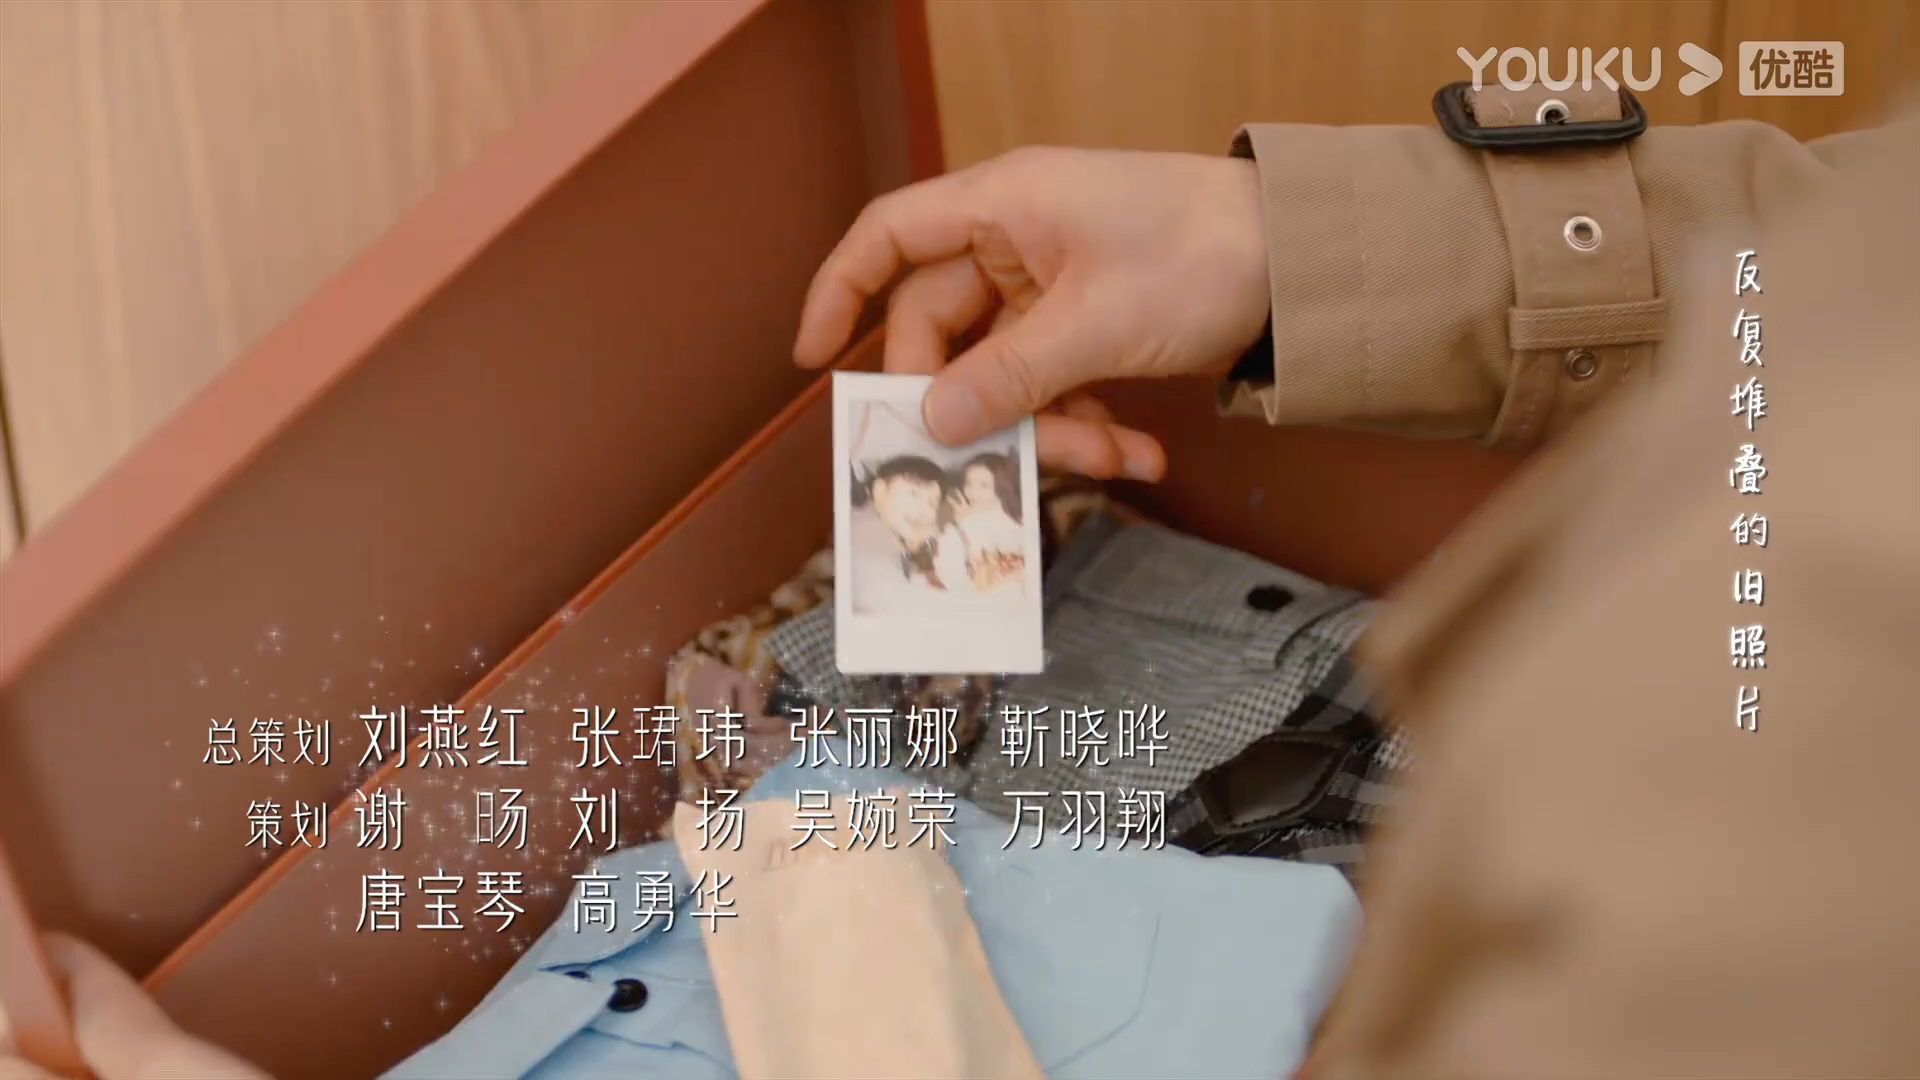 YOUKU 优酷
反复堆叠的旧照片
总策划 刘燕红 张珺玮 张丽娜 靳晓晔
策划 谢旸 刘扬 吴婉荣 万羽翔
唐宝琴 高勇华